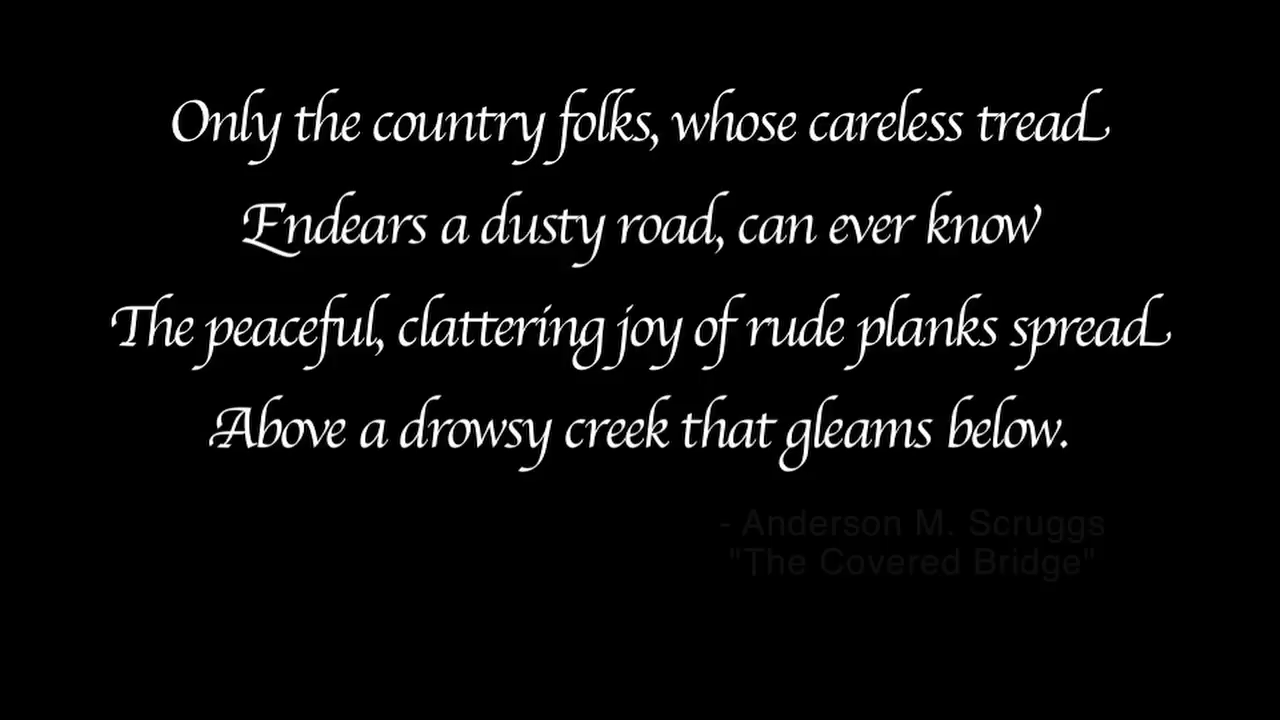 Only the country folks, whose careless tread
Endears a dusty road, can ever know
The peaceful, clattering joy of rude planks spread
Above a drowsy creek that gleams below.
- Anderson M. Scruggs
"The Covered Bridge"